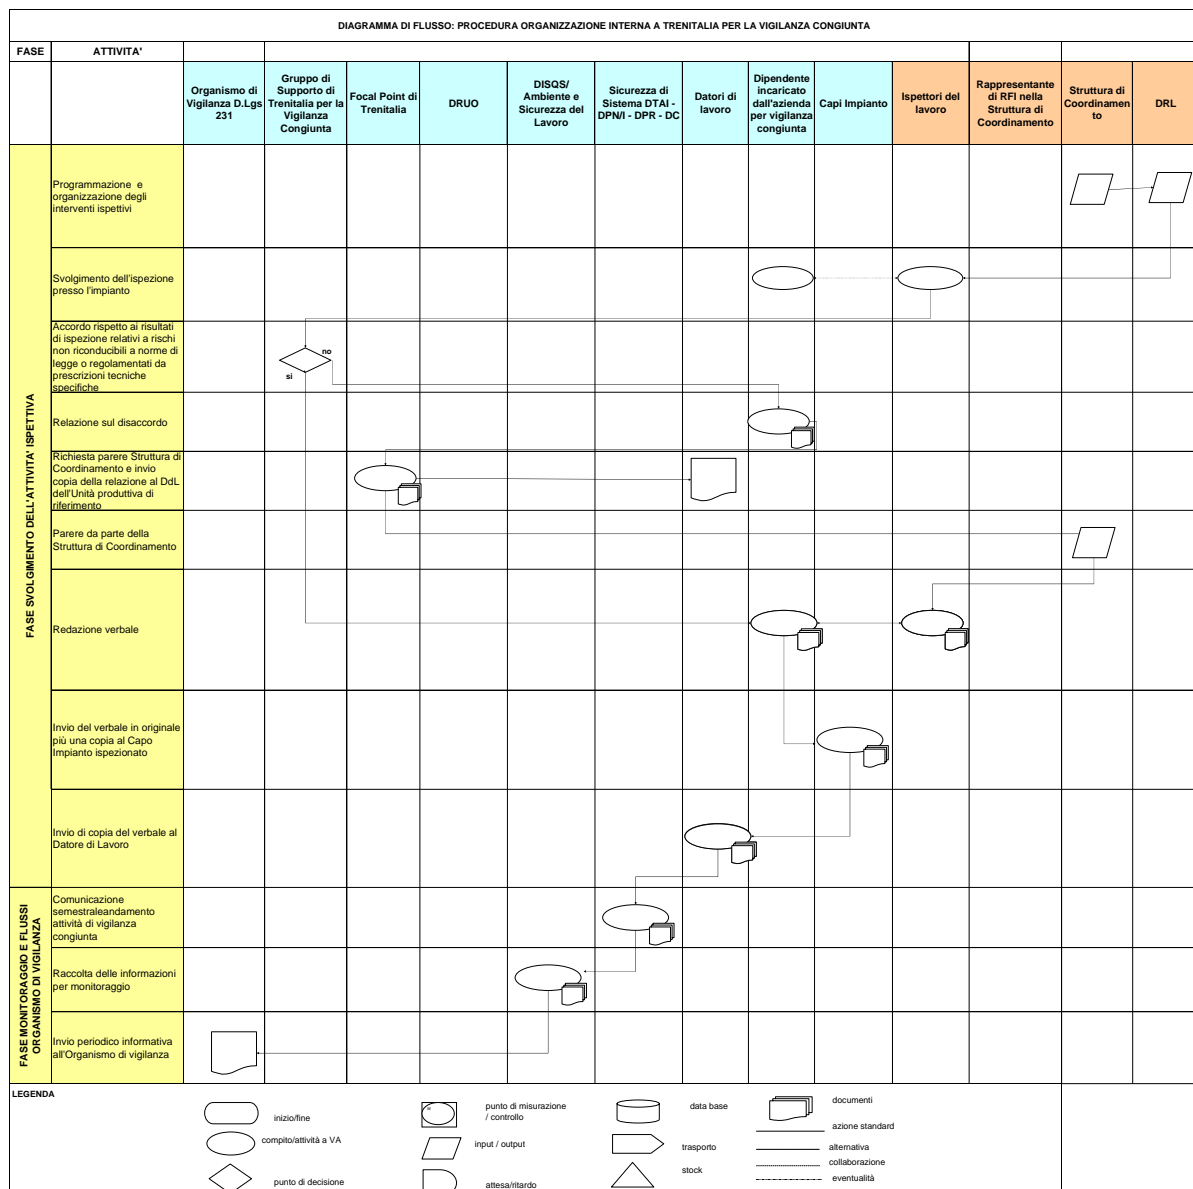 DIAGRAMMA DI FLUSSO: PROCEDURA ORGANIZZAZIONE INTERNA A TRENITALIA PER LA VIGILANZA CONGIUNTA
FASE
ATTIVITA'
Organismo di
Vigilanza D.Lgs
231
Gruppo di
Supporto di
Trenitalia per la
Vigilanza
Congiunta
Focal Point di
Trenitalia
DRUO
DISQS/
Ambiente e
Sicurezza del
Lavoro
Sicurezza di
Sistema DTAI -
DPN/I - DPR - DC
Datori di
lavoro
Dipendente
incaricato
dall'azienda
per vigilanza
congiunta
Capi Impianto
Ispettori del
lavoro
Rappresentante
di RFI nella
Struttura di
Coordinamento
Struttura di
Coordinamen
to
DRL
FASE SVOLGIMENTO DELL'ATTIVITA' ISPETTIVA
Programmazione e
organizzazione degli
interventi ispettivi
Svolgimento dell'ispezione
presso l'impianto
Accordo rispetto ai risultati
di ispezione relativi a rischi
non riconducibili a norme di
legge o regolamentati da
prescrizioni tecniche
specifiche
no
si
Relazione sul disaccordo
Richiesta parere Struttura di
Coordinamento e invio
copia della relazione al DdL
dell'Unità produttiva di
riferimento
Parere da parte della
Struttura di Coordinamento
Redazione verbale
Invio del verbale in originale
più una copia al Capo
Impianto ispezionato
Invio di copia del verbale al
Datore di Lavoro
FASE MONITORAGGIO E FLUSSI
ORGANISMO DI VIGILANZA
Comunicazione
semestraleandamento
attività di vigilanza
congiunta
Raccolta delle informazioni
per monitoraggio
Invio periodico informativa
all'Organismo di vigilanza
LEGENDA
inizio/fine
compito/attività a VA
punto di decisione
punto di misurazione
/ controllo
input / output
attesa/ritardo
data base
trasporto
stock
documenti
azione standard
alternativa
collaborazione
eventualità